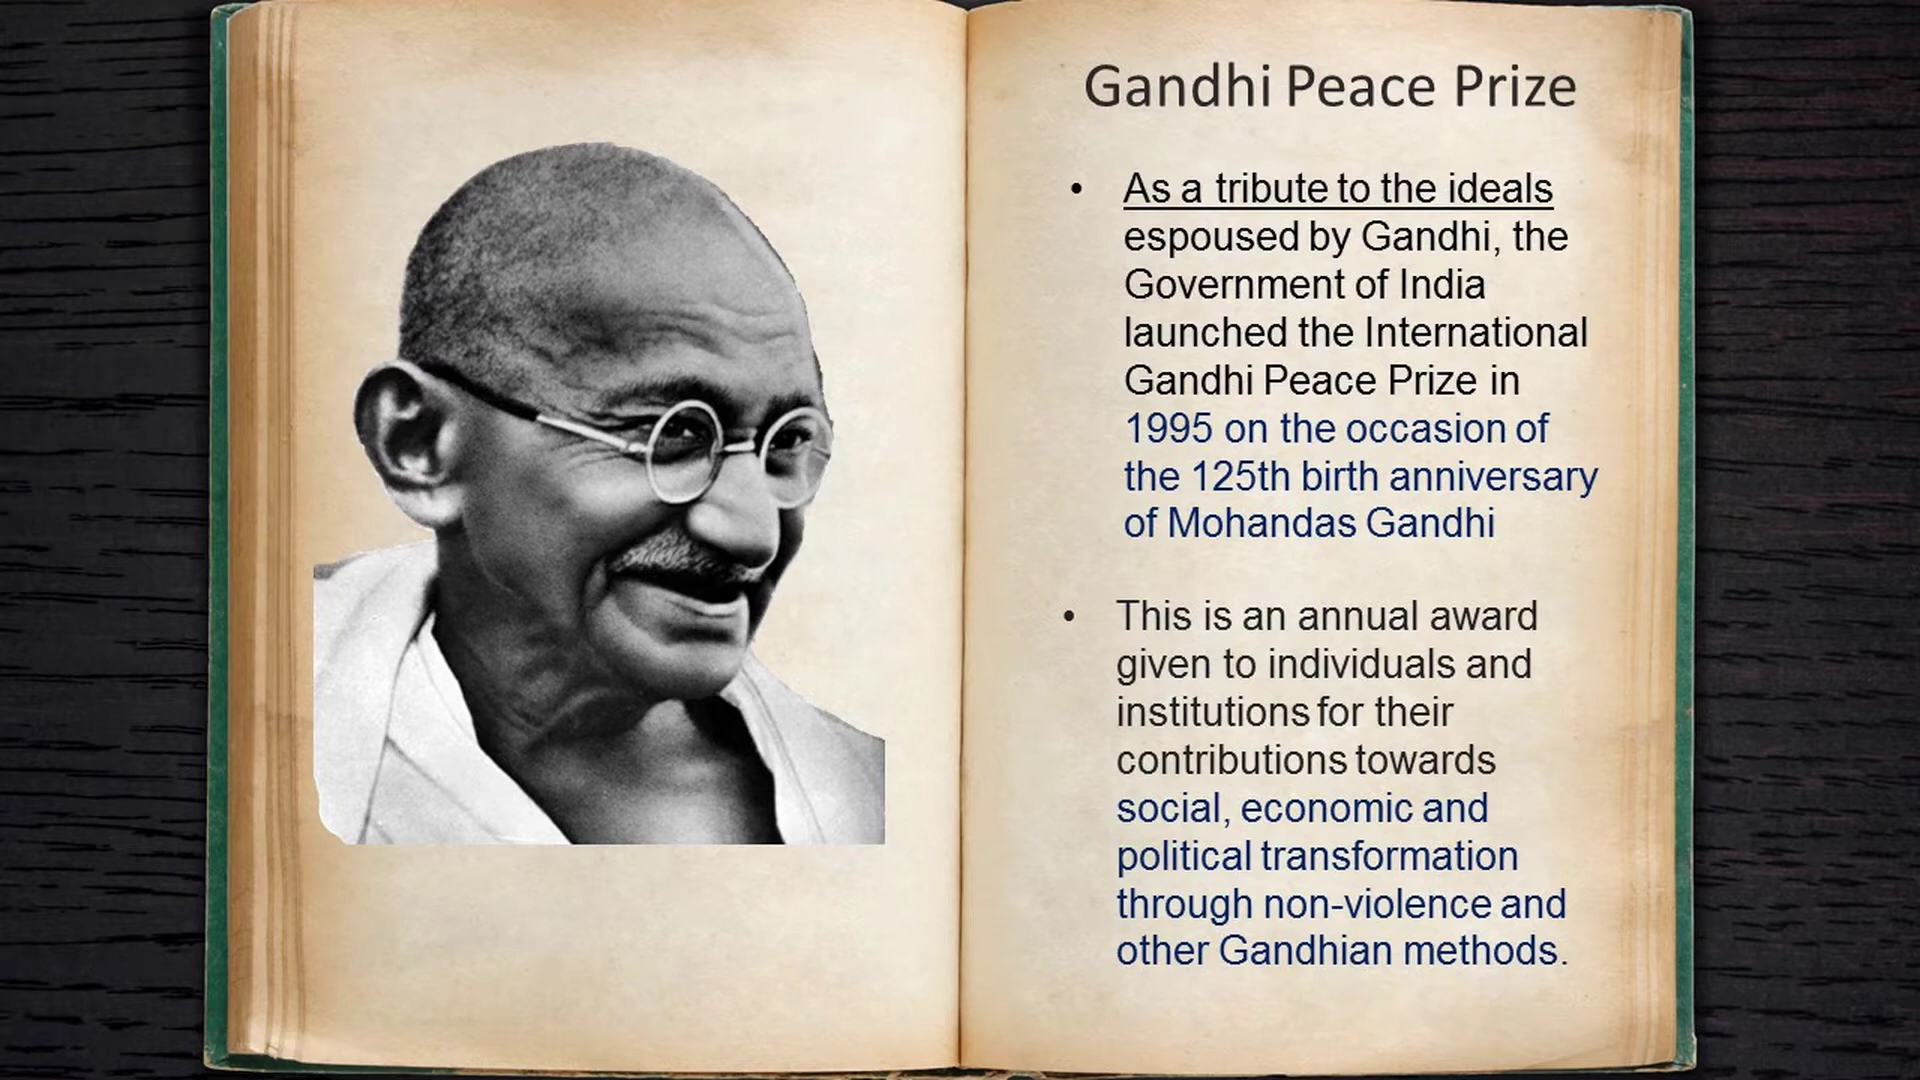 Gandhi Peace Prize
• As a tribute to the ideals
espoused by Gandhi, the
Government of India
launched the International
Gandhi Peace Prize in
1995 on the occasion of
the 125th birth anniversary
of Mohandas Gandhi
• This is an annual award
given to individuals and
institutions for their
contributions towards
social, economic and
political transformation
through non-violence and
other Gandhian methods.